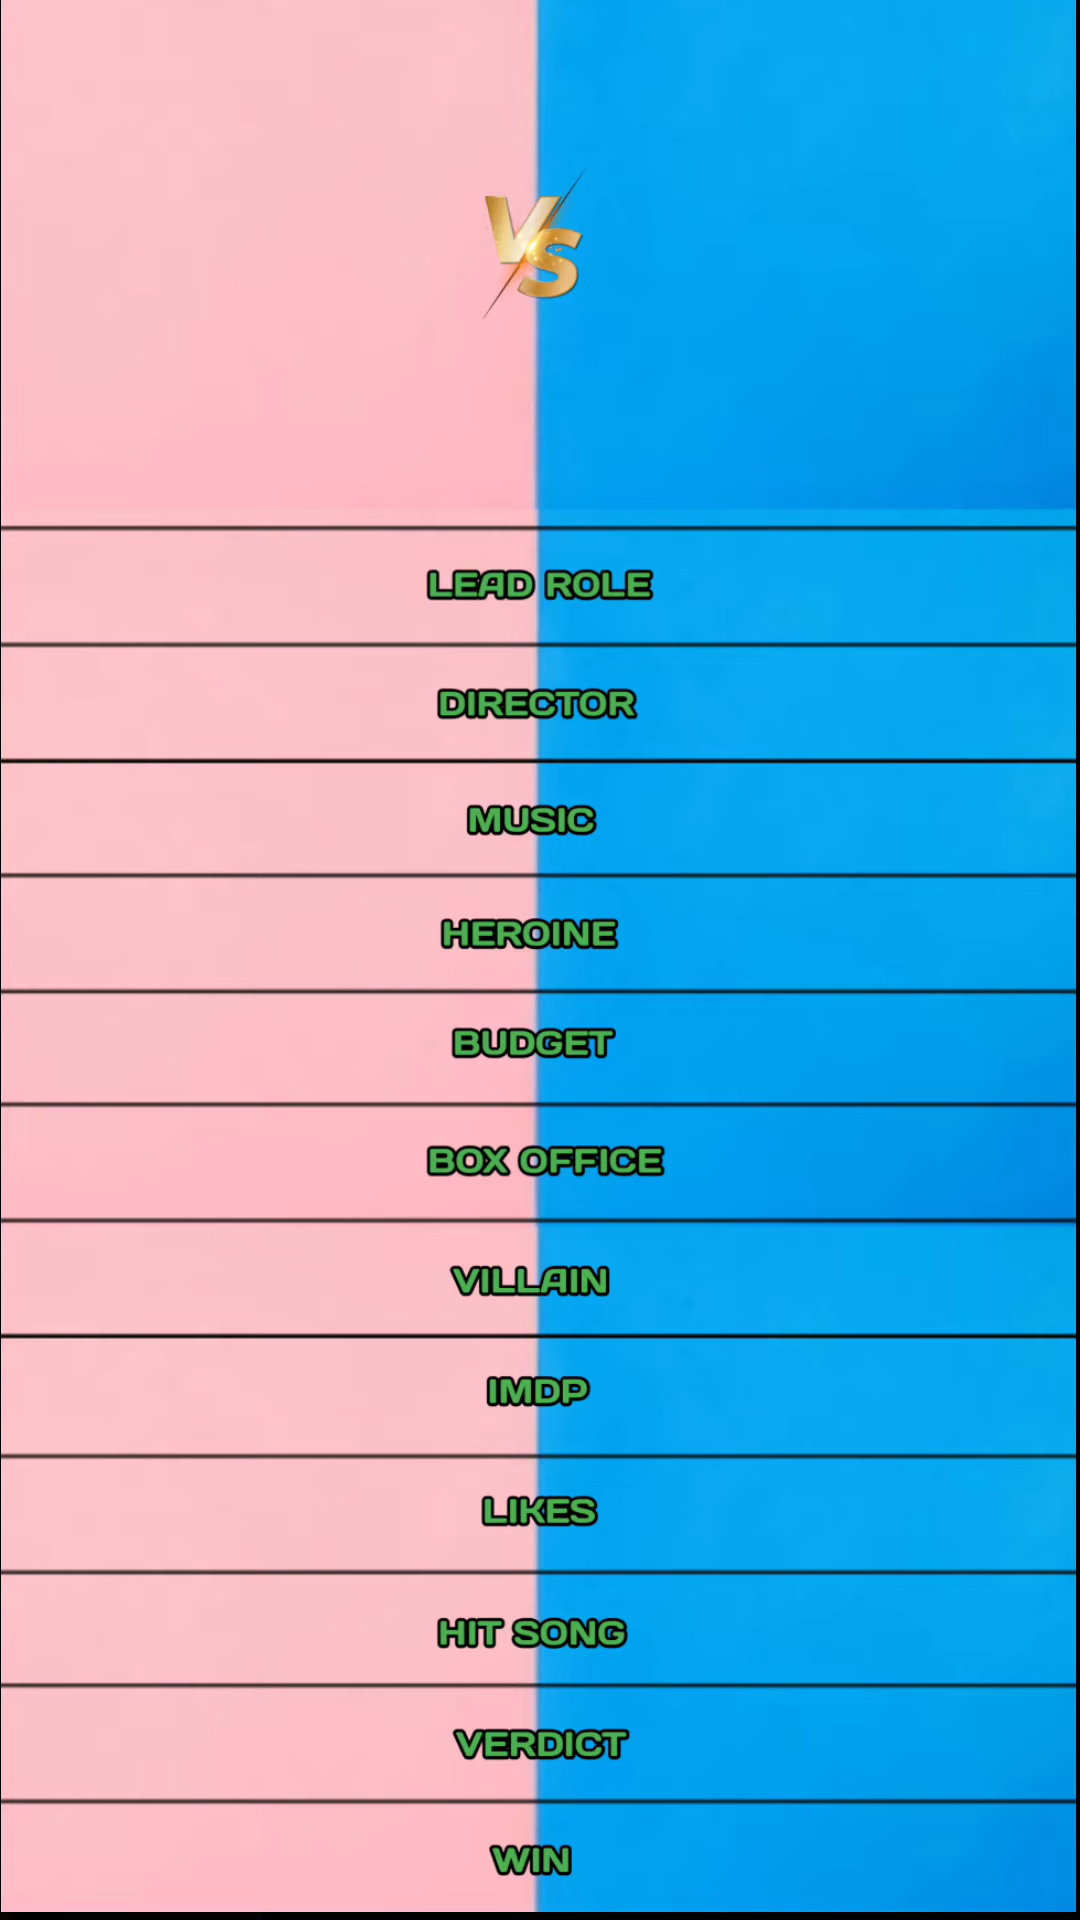 VS
LEAD ROLE
DIRECTOR
MUSIC
HEROINE
BUDGET
BOX OFFICE
VILLAIN
IMDP
LIKES
HIT SONG
VERDICT
WIN